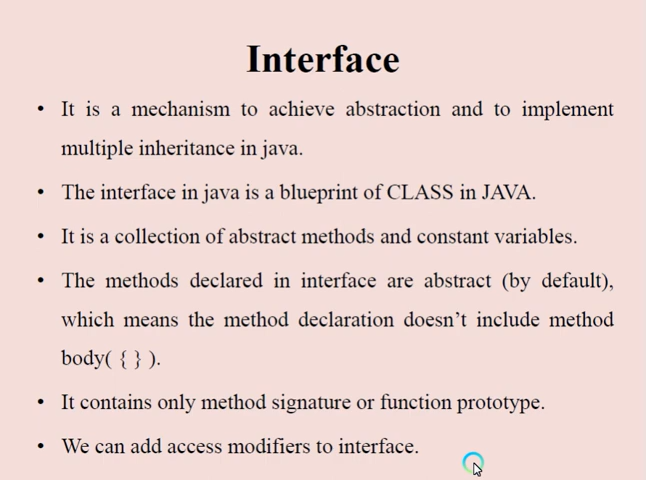 Interface
• It is a mechanism to achieve abstraction and to implement
multiple inheritance in java.
• The interface in java is a blueprint of CLASS in JAVA.
• It is a collection of abstract methods and constant variables.
• The methods declared in interface are abstract (by default),
which means the method declaration doesn’t include method
body( { } ).
• It contains only method signature or function prototype.
• We can add access modifiers to interface.